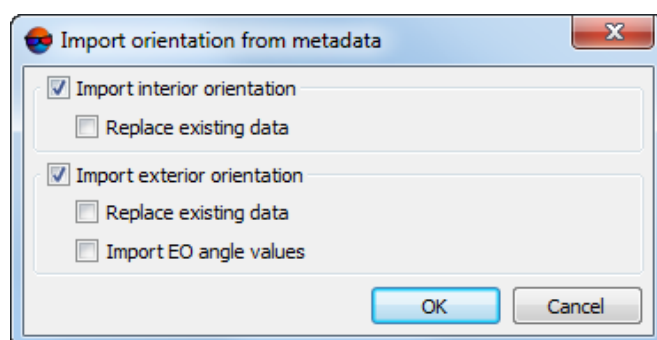 Import orientation from metadata
Import interior orientation
Replace existing data
Import exterior orientation
Replace existing data
Import EO angle values
OK Cancel